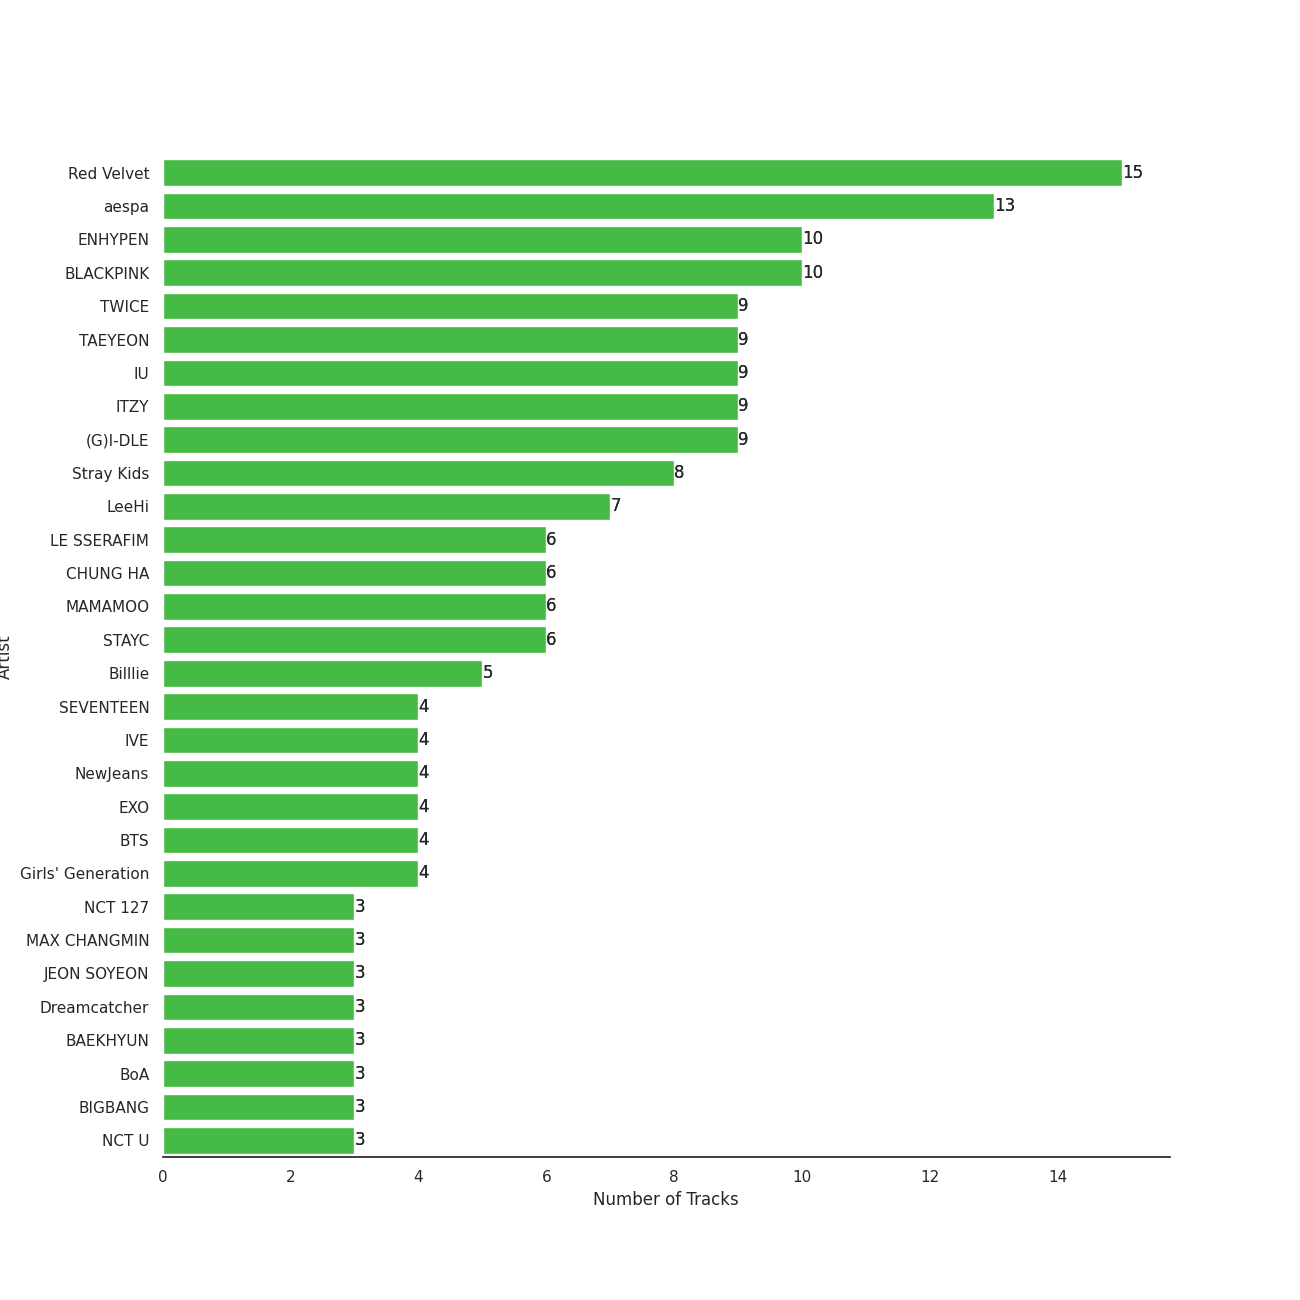 Red Velvet 15
aespa 13
ENHYPEN 10
BLACKPINK 10
TWICE 9
TAEYEON 9
IU 9
ITZY 9
(G)I-DLE 9
Stray Kids 8
LeeHi 7
LE SSERAFIM 6
CHUNG HA 6
MAMAMOO 6
STAYC 6
Billlie 5
SEVENTEEN 4
IVE 4
NewJeans 4
EXO 4
BTS 4
Girls' Generation 4
NCT 127 3
MAX CHANGMIN 3
JEON SOYEON 3
Dreamcatcher 3
BAEKHYUN 3
BoA 3
BIGBANG 3
NCT U 3
0 2 4 6 8 10 12 14
Number of Tracks
Artist